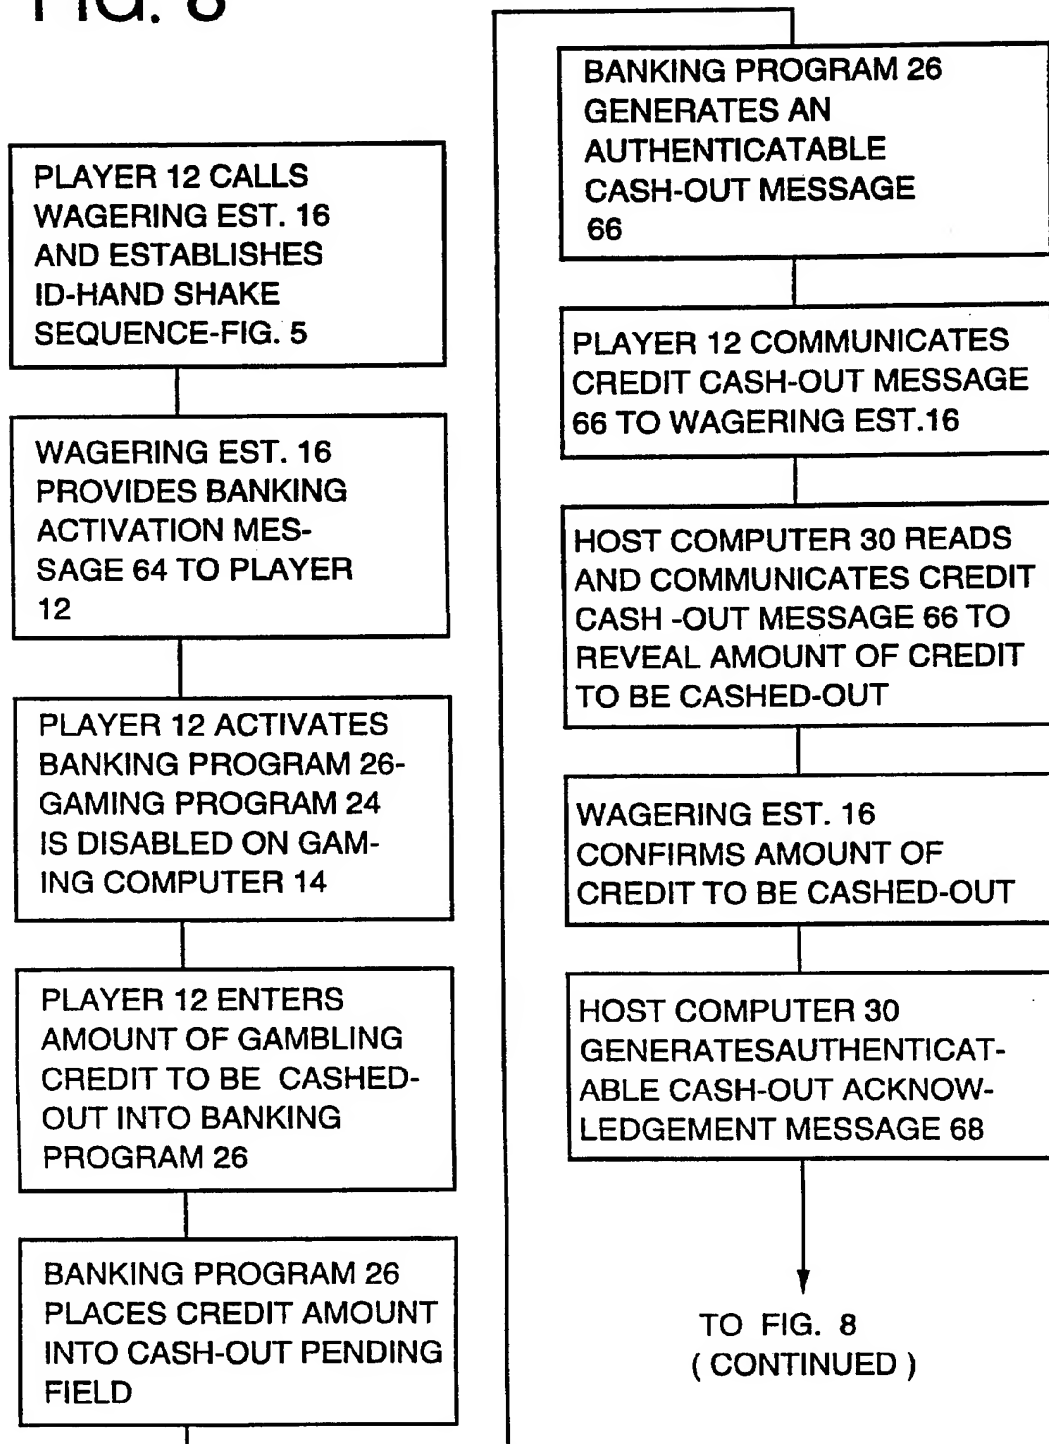 FIG. 8
PLAYER 12 CALLS
WAGERING EST. 16
AND ESTABLISHES
ID-HAND SHAKE
SEQUENCE-FIG. 5
WAGERING EST. 16
PROVIDES BANKING
ACTIVATION MES-
SAGE 64 TO PLAYER
12
PLAYER 12 ACTIVATES
BANKING PROGRAM 26-
GAMING PROGRAM 24
IS DISABLED ON GAM-
ING COMPUTER 14
PLAYER 12 ENTERS
AMOUNT OF GAMBLING
CREDIT TO BE CASHED-
OUT INTO BANKING
PROGRAM 26
BANKING PROGRAM 26
PLACES CREDIT AMOUNT
INTO CASH-OUT PENDING
FIELD
BANKING PROGRAM 26
GENERATES AN
AUTHENTICATABLE
CASH-OUT MESSAGE
66
PLAYER 12 COMMUNICATES
CREDIT CASH-OUT MESSAGE
66 TO WAGERING EST.16
HOST COMPUTER 30 READS
AND COMMUNICATES CREDIT
CASH -OUT MESSAGE 66 TO
REVEAL AMOUNT OF CREDIT
TO BE CASHED-OUT
WAGERING EST. 16
CONFIRMS AMOUNT OF
CREDIT TO BE CASHED-OUT
HOST COMPUTER 30
GENERATESAUTHENTICAT-
ABLE CASH-OUT ACKNOW-
LEDGEMENT MESSAGE 68
TO FIG. 8
( CONTINUED )